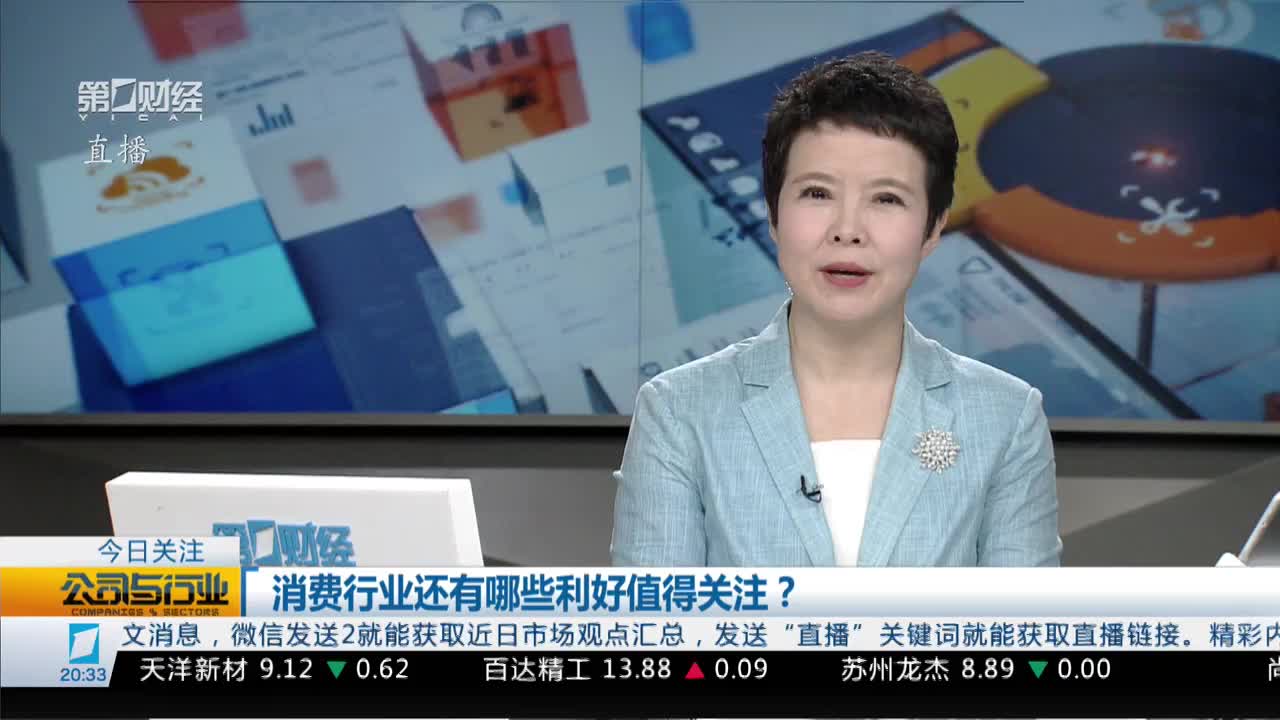 第一财经
YICAI
直播
第一财经
今日关注
公司与行业
COMPANIES & SECTORS
消费行业还有哪些利好值得关注？
文消息，微信发送2就能获取近日市场观点汇总，发送“直播”关键词就能获取直播链接。精彩内
20:33
天洋新材 9.12 ▼ 0.62 百达精工 13.88 ▲ 0.09 苏州龙杰 8.89 ▼ 0.00 尚